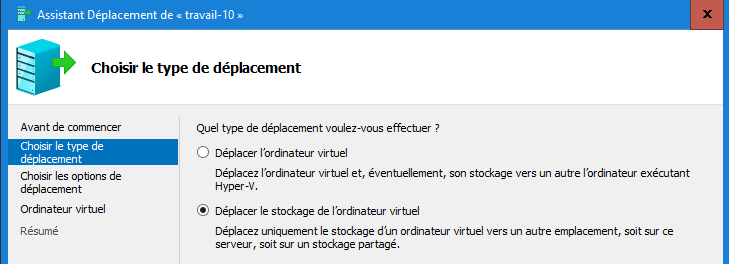 Assistant Déplacement de « travail-10 »
x
Choisir le type de déplacement
Avant de commencer
Choisir le type de
déplacement
Choisir les options de
déplacement
Ordinateur virtuel
Résumé
Quel type de déplacement voulez-vous effectuer ?
Déplacer l'ordinateur virtuel
Déplacez l'ordinateur virtuel et, éventuellement, son stockage vers un autre l'ordinateur exécutant
Hyper-V.
Déplacer le stockage de l'ordinateur virtuel
Déplacez uniquement le stockage d'un ordinateur virtuel vers un autre emplacement, soit sur ce
serveur, soit sur un stockage partagé.